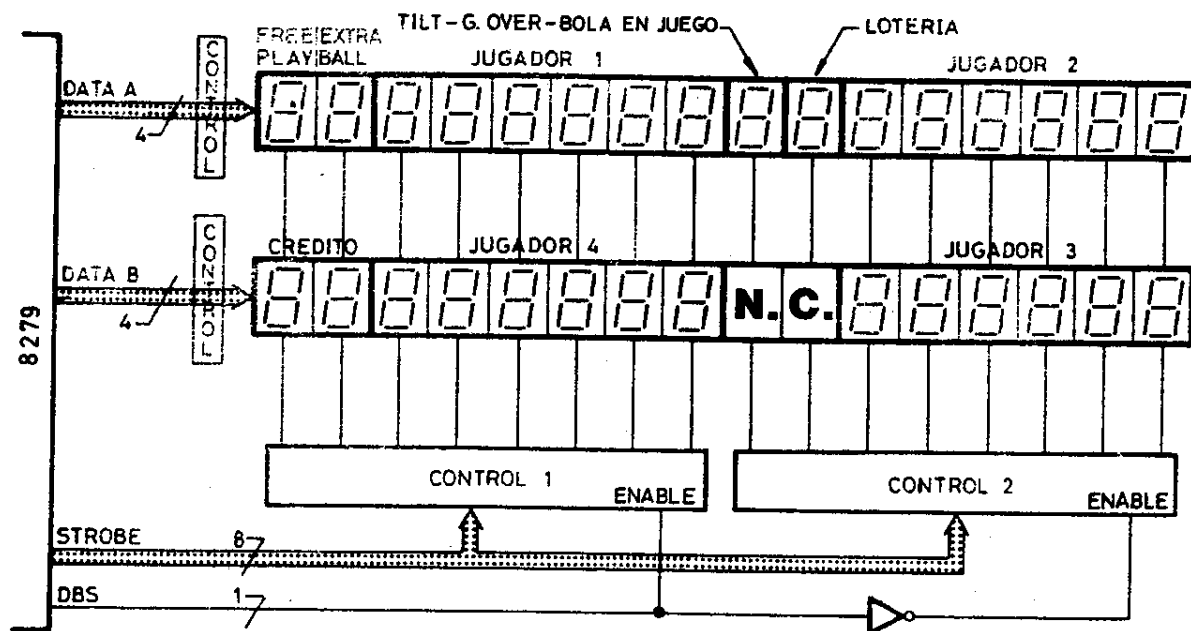 TILT-G. OVER-BOLA EN JUEGO
LOTERIA
FREE EXTRA
PLAY BALL
JUGADOR 1
JUGADOR 2
DATA A
4
CONTROL
CREDITO
JUGADOR 4
JUGADOR 3
DATA B
4
CONTROL
N.C.
8279
CONTROL 1
ENABLE
CONTROL 2
ENABLE
STROBE
8
DBS
1